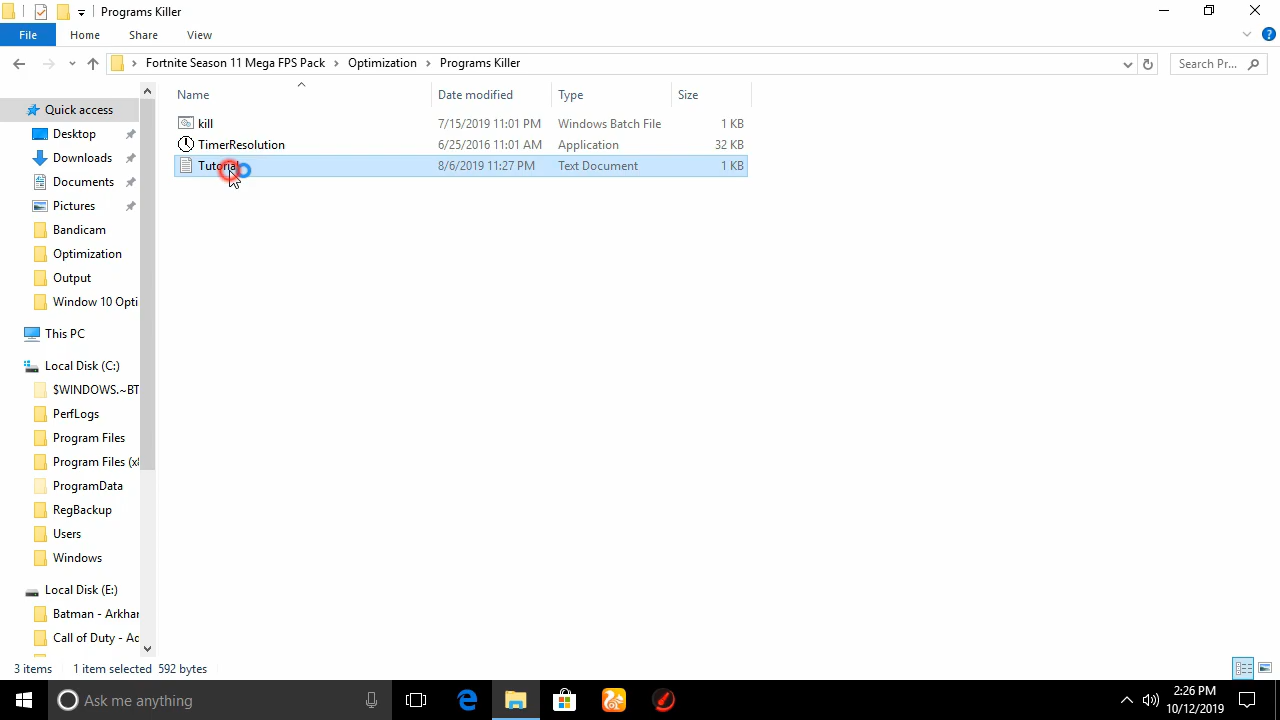 Programs Killer
File Home Share View
Fortnite Season 11 Mega FPS Pack Optimization Programs Killer Search Pr...
Name Date modified Type Size
kill 7/15/2019 11:01 PM Windows Batch File 1 KB
TimerResolution 6/25/2016 11:01 AM Application 32 KB
Tutorial 8/6/2019 11:27 PM Text Document 1 KB
Quick access
Desktop
Downloads
Documents
Pictures
Bandicam
Optimization
Output
Window 10 Opti
This PC
Local Disk (C:)
$WINDOWS.~BT
PerfLogs
Program Files
Program Files (x8
ProgramData
RegBackup
Users
Windows
Local Disk (E:)
Batman - Arkhar
Call of Duty - Ad
3 items 1 item selected 592 bytes
Ask me anything
2:26 PM
10/12/2019